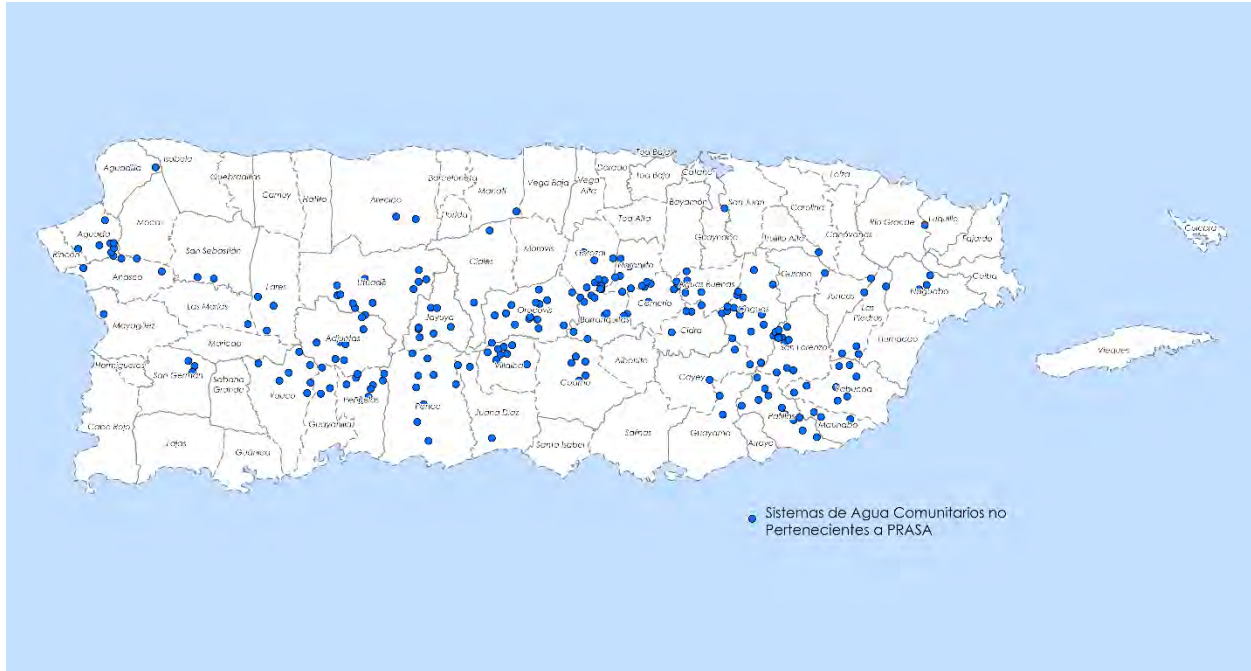 Isabela
Aguadilla
Quebradillas
Camuy
Hatillo
Arecibo
Barceloneta
Manatí
Florida
Vega Baja
Vega
Alta
Dorado
Toa Baja
Toa Baja
Cataño
Bayamón
San Juan
Loíza
Carolina
Río Grande
Luquillo
Fajardo
Culebra
Moca
Aguada
Rincón
Añasco
San Sebastián
Lares
Utuado
Ciales
Morovis
Corozal
Toa Alta
Naranjito
Guaynabo
Trujillo Alto
Canóvanas
Gurabo
Ceiba
Naguabo
Juncos
Las
Piedros
Humacao
Vieques
Las Marías
Mayagüez
Maricao
Adjuntas
Jayuya
Orocovis
Barranquitas
Comerío
Aguas Buenas
Caguas
Cidra
San Lorenzo
Hormigueros
San Germán
Sabana
Grande
Yauco
Peñuelas
Ponce
Villalba
Coamo
Aibonito
Cayey
Yabucoa
Cabo Rojo
Lajas
Guánica
Guayanilla
Juana Díaz
Santa Isabel
Salinas
Guayama
Arroyo
Patillas
Maunabo
Sistemas de Agua Comunitarios no
Pertenecientes a PRASA